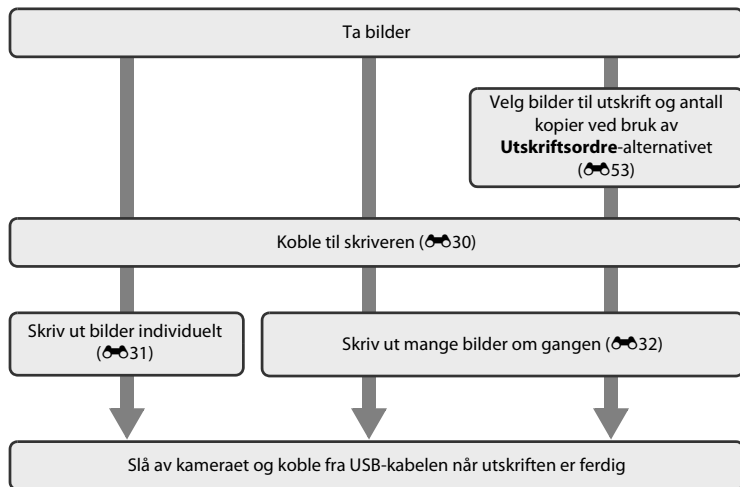 Ta bilder
Velg bilder til utskrift og antall
kopier ved bruk av
Utskriftsordre-alternativet
(53)
Koble til skriveren (30)
Skriv ut bilder individuelt
(31)
Skriv ut mange bilder om gangen (32)
Slå av kameraet og koble fra USB-kabelen når utskriften er ferdig